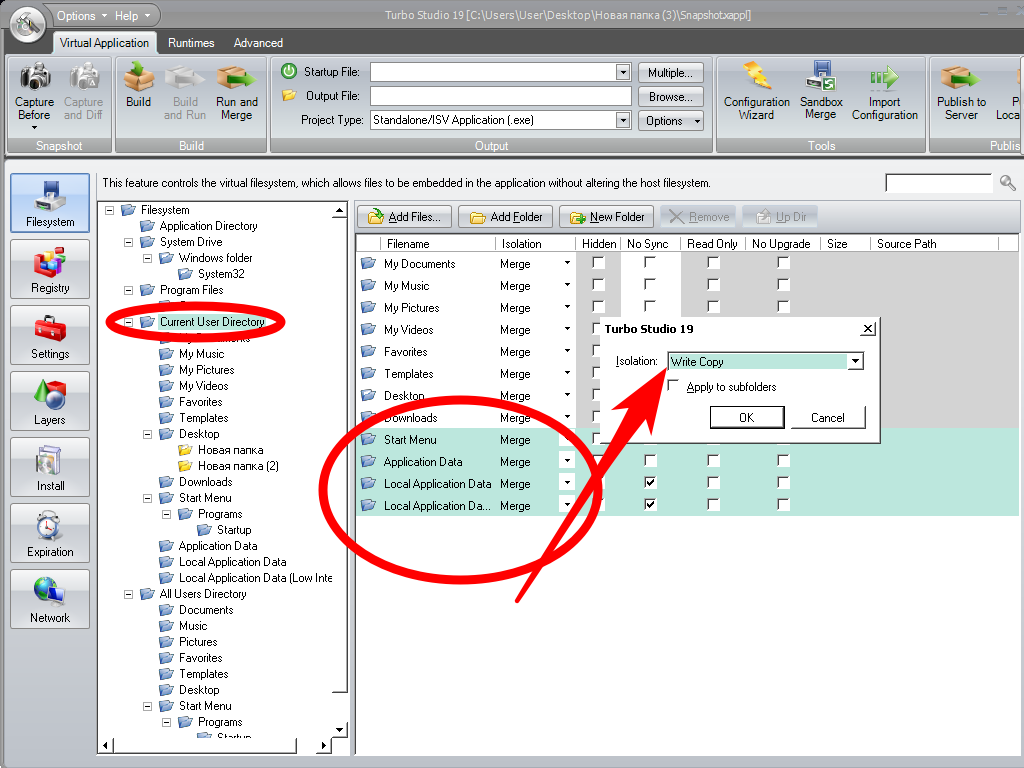 Options Help Turbo Studio 19 [C:\Users\User\Desktop\Новая папка (3)\Snapshot.xappl]
Virtual Application Runtimes Advanced
Capture Before
Capture and Diff
Snapshot
Build
Build and Run
Run and Merge
Build
Startup File: Multiple...
Output File: Browse...
Project Type: Standalone/ISV Application (.exe) Options
Output
Configuration Wizard
Sandbox Merge
Import Configuration
Tools
Publish to Server
This feature controls the virtual filesystem, which allows files to be embedded in the application without altering the host filesystem.
Filesystem
Registry
Settings
Layers
Install
Expiration
Network
Filesystem
Application Directory
System Drive
Windows folder
System32
Program Files
Current User Directory
My Music
My Pictures
My Videos
Favorites
Templates
Desktop
Новая папка
Новая папка (2)
Downloads
Start Menu
Programs
Startup
Application Data
Local Application Data
Local Application Data (Low Inte
All Users Directory
Documents
Music
Pictures
Favorites
Templates
Desktop
Start Menu
Programs
Startup
Add Files... Add Folder New Folder Remove Up Dir
Filename Isolation Hidden No Sync Read Only No Upgrade Size Source Path
My Documents Merge
My Music Merge
My Pictures Merge
My Videos Merge
Favorites Merge
Templates Merge
Desktop Merge
Downloads Merge
Start Menu Merge
Application Data Merge
Local Application Data Merge
Local Application Da... Merge
Turbo Studio 19
Isolation: Write Copy
Apply to subfolders
OK Cancel